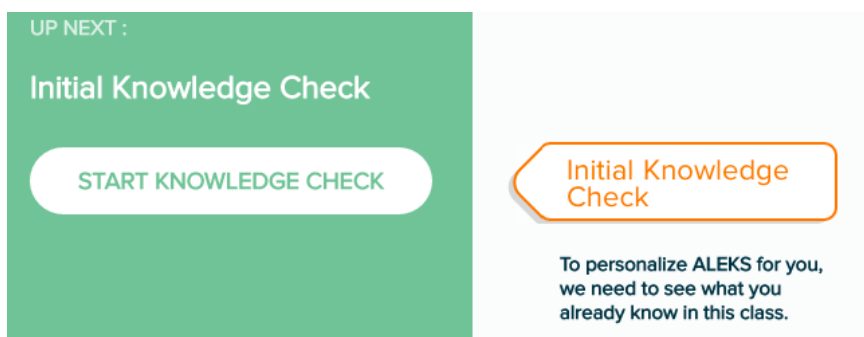 UP NEXT :
Initial Knowledge Check
START KNOWLEDGE CHECK
Initial Knowledge
Check
To personalize ALEKS for you,
we need to see what you
already know in this class.